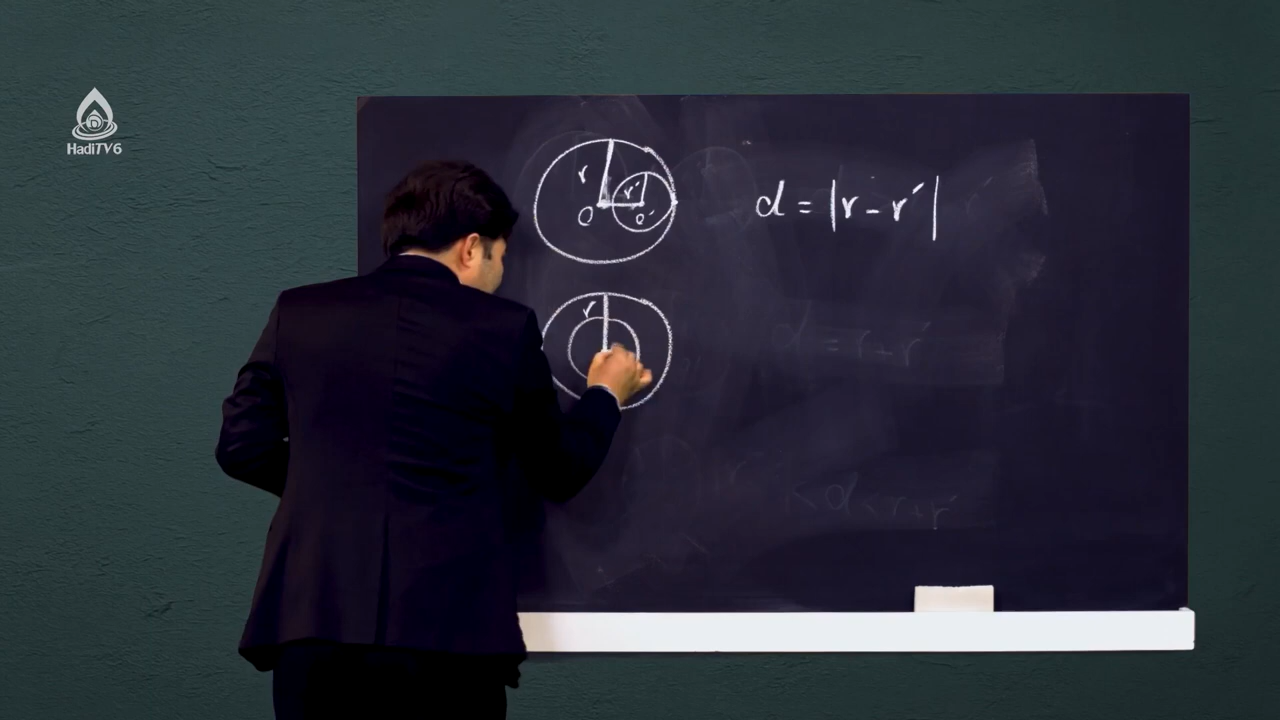 HadiTV6
r r′
O O′
d = |r - r′|
r
d = r + r′
< d < r + r′